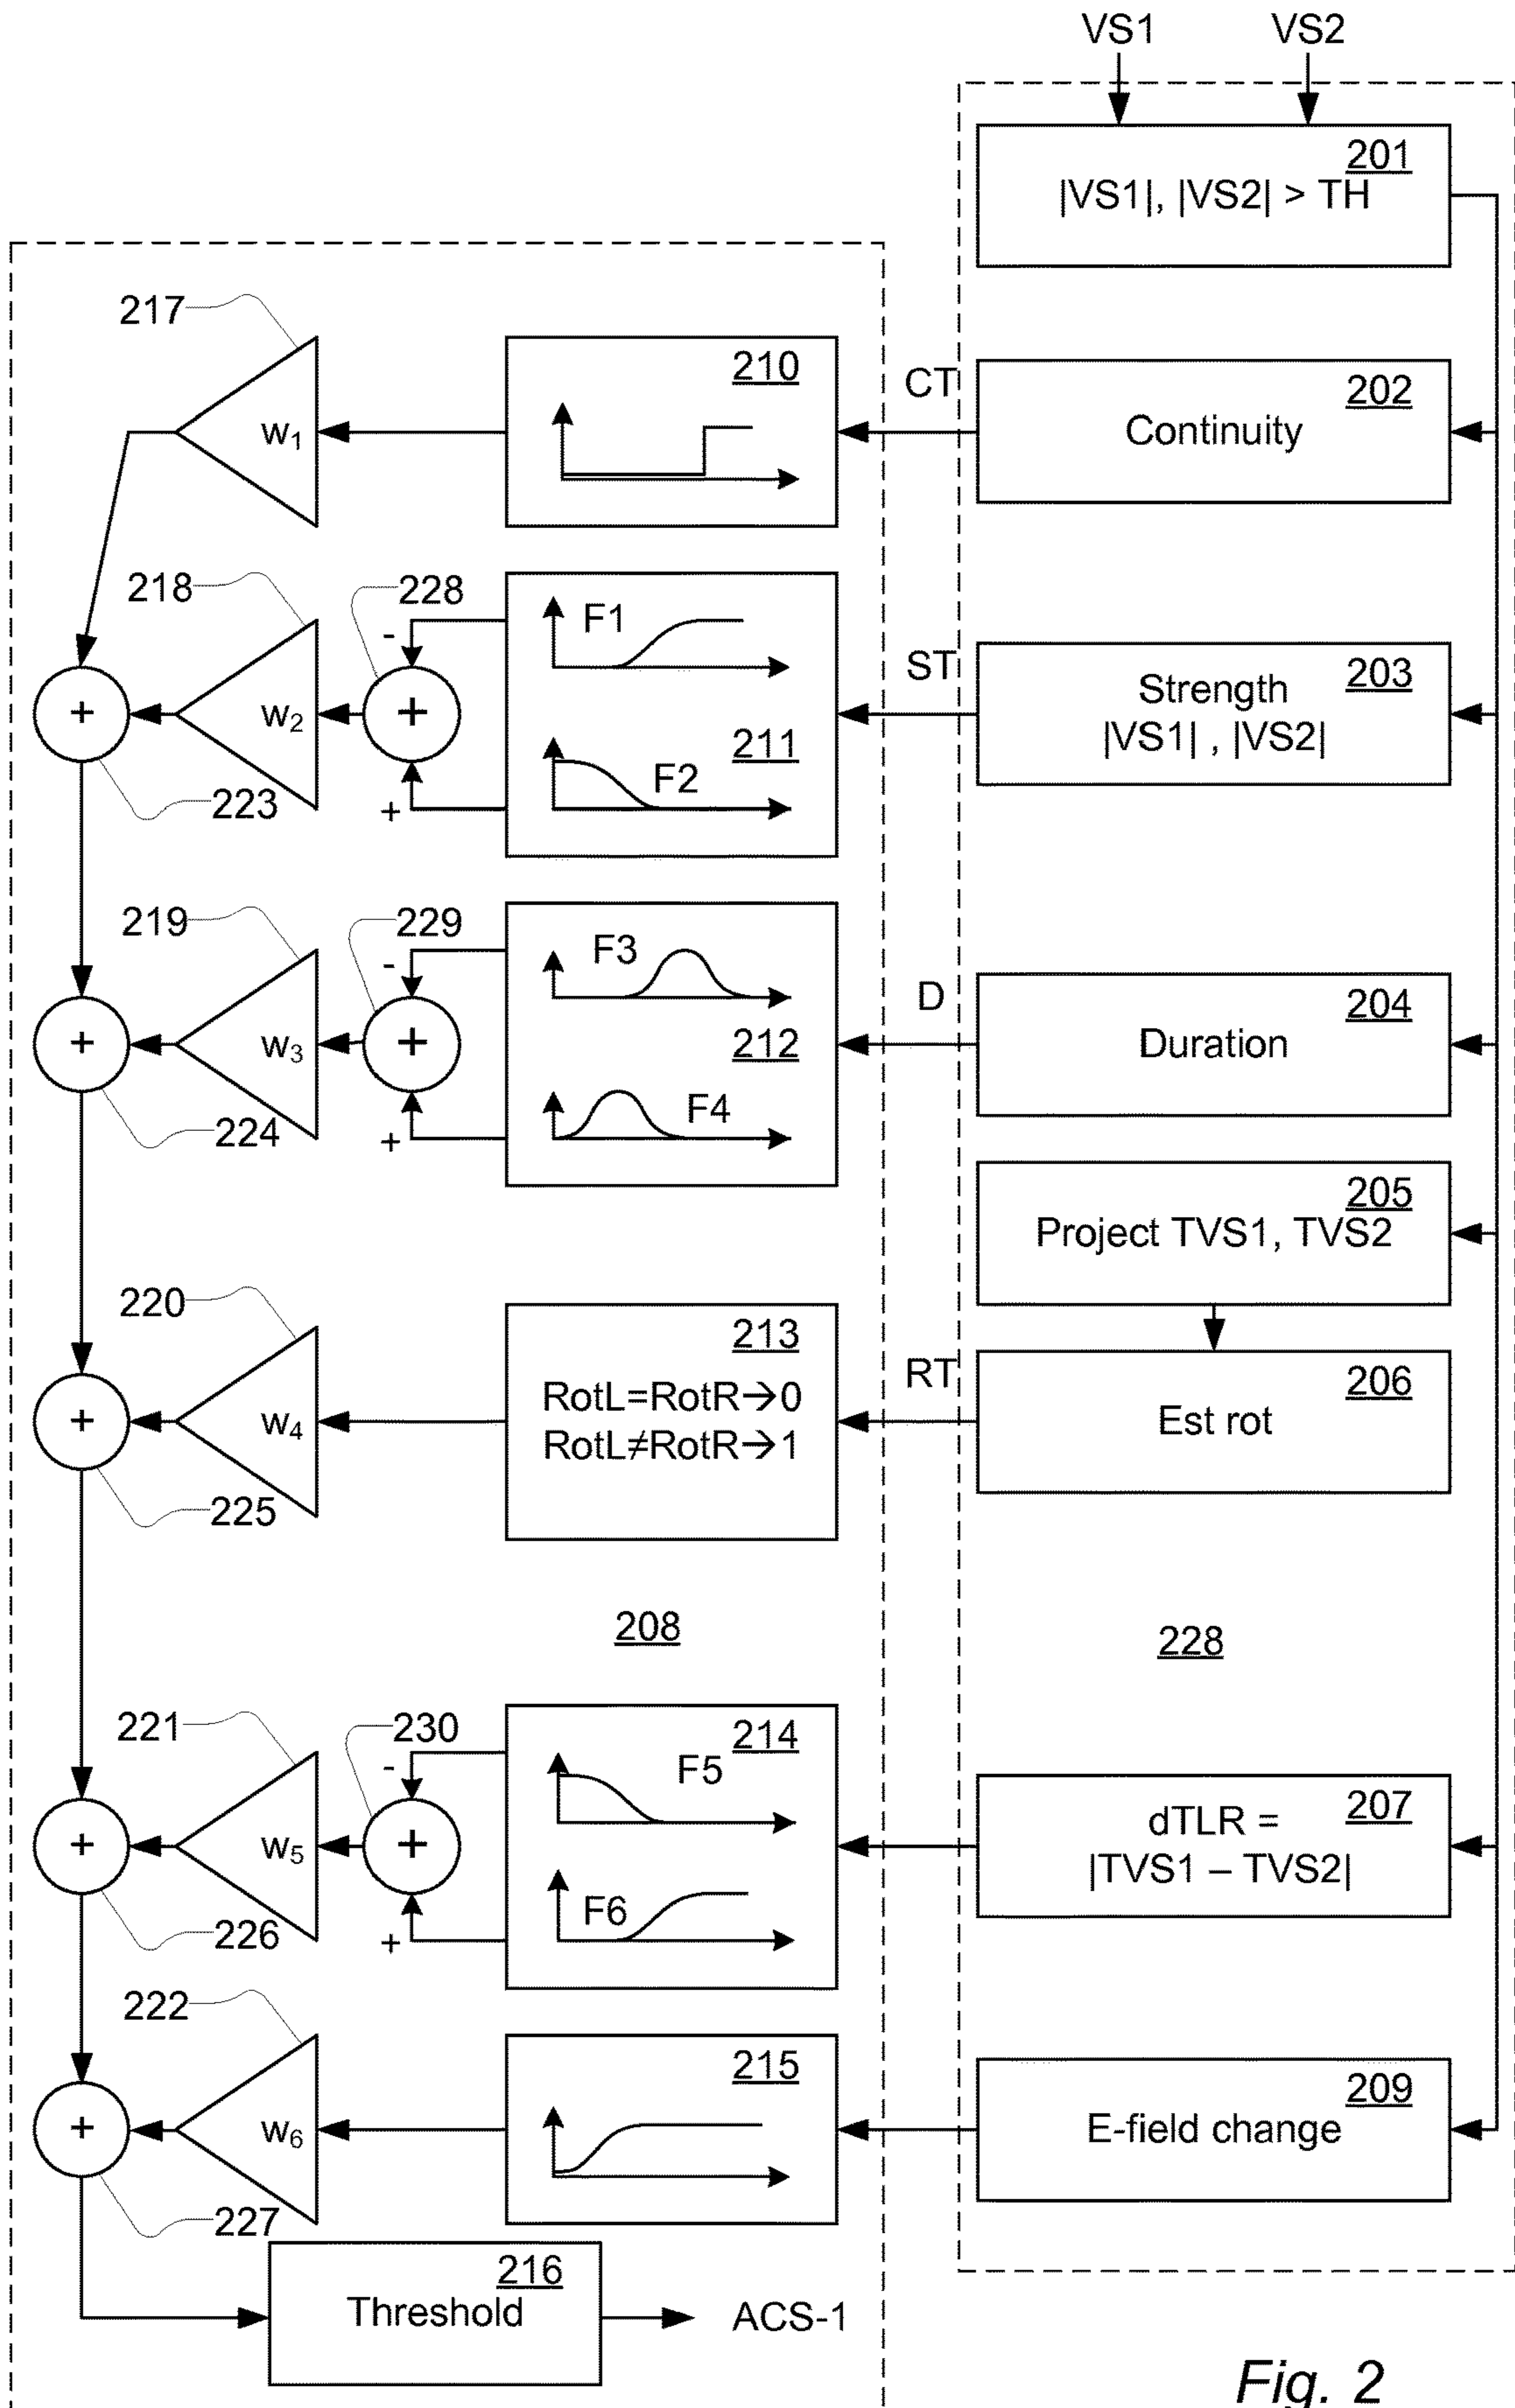 VS1 VS2
201
|VS1|, |VS2| > TH
217
210
CT
202
w1
Continuity
218
228
F1
ST
203
-
+
w2
+
Strength
|VS1| , |VS2|
211
F2
+
223
219
229
F3
D
204
-
+
w3
+
212
Duration
F4
+
224
205
Project TVS1, TVS2
220
213
RT
206
RotL=RotR→0
RotL≠RotR→1
+
w4
Est rot
225
208
228
221
230
214
F5
-
207
dTLR =
|TVS1 – TVS2|
+
w5
+
F6
+
226
222
215
209
+
w6
E-field change
227
216
Threshold
ACS-1
Fig. 2